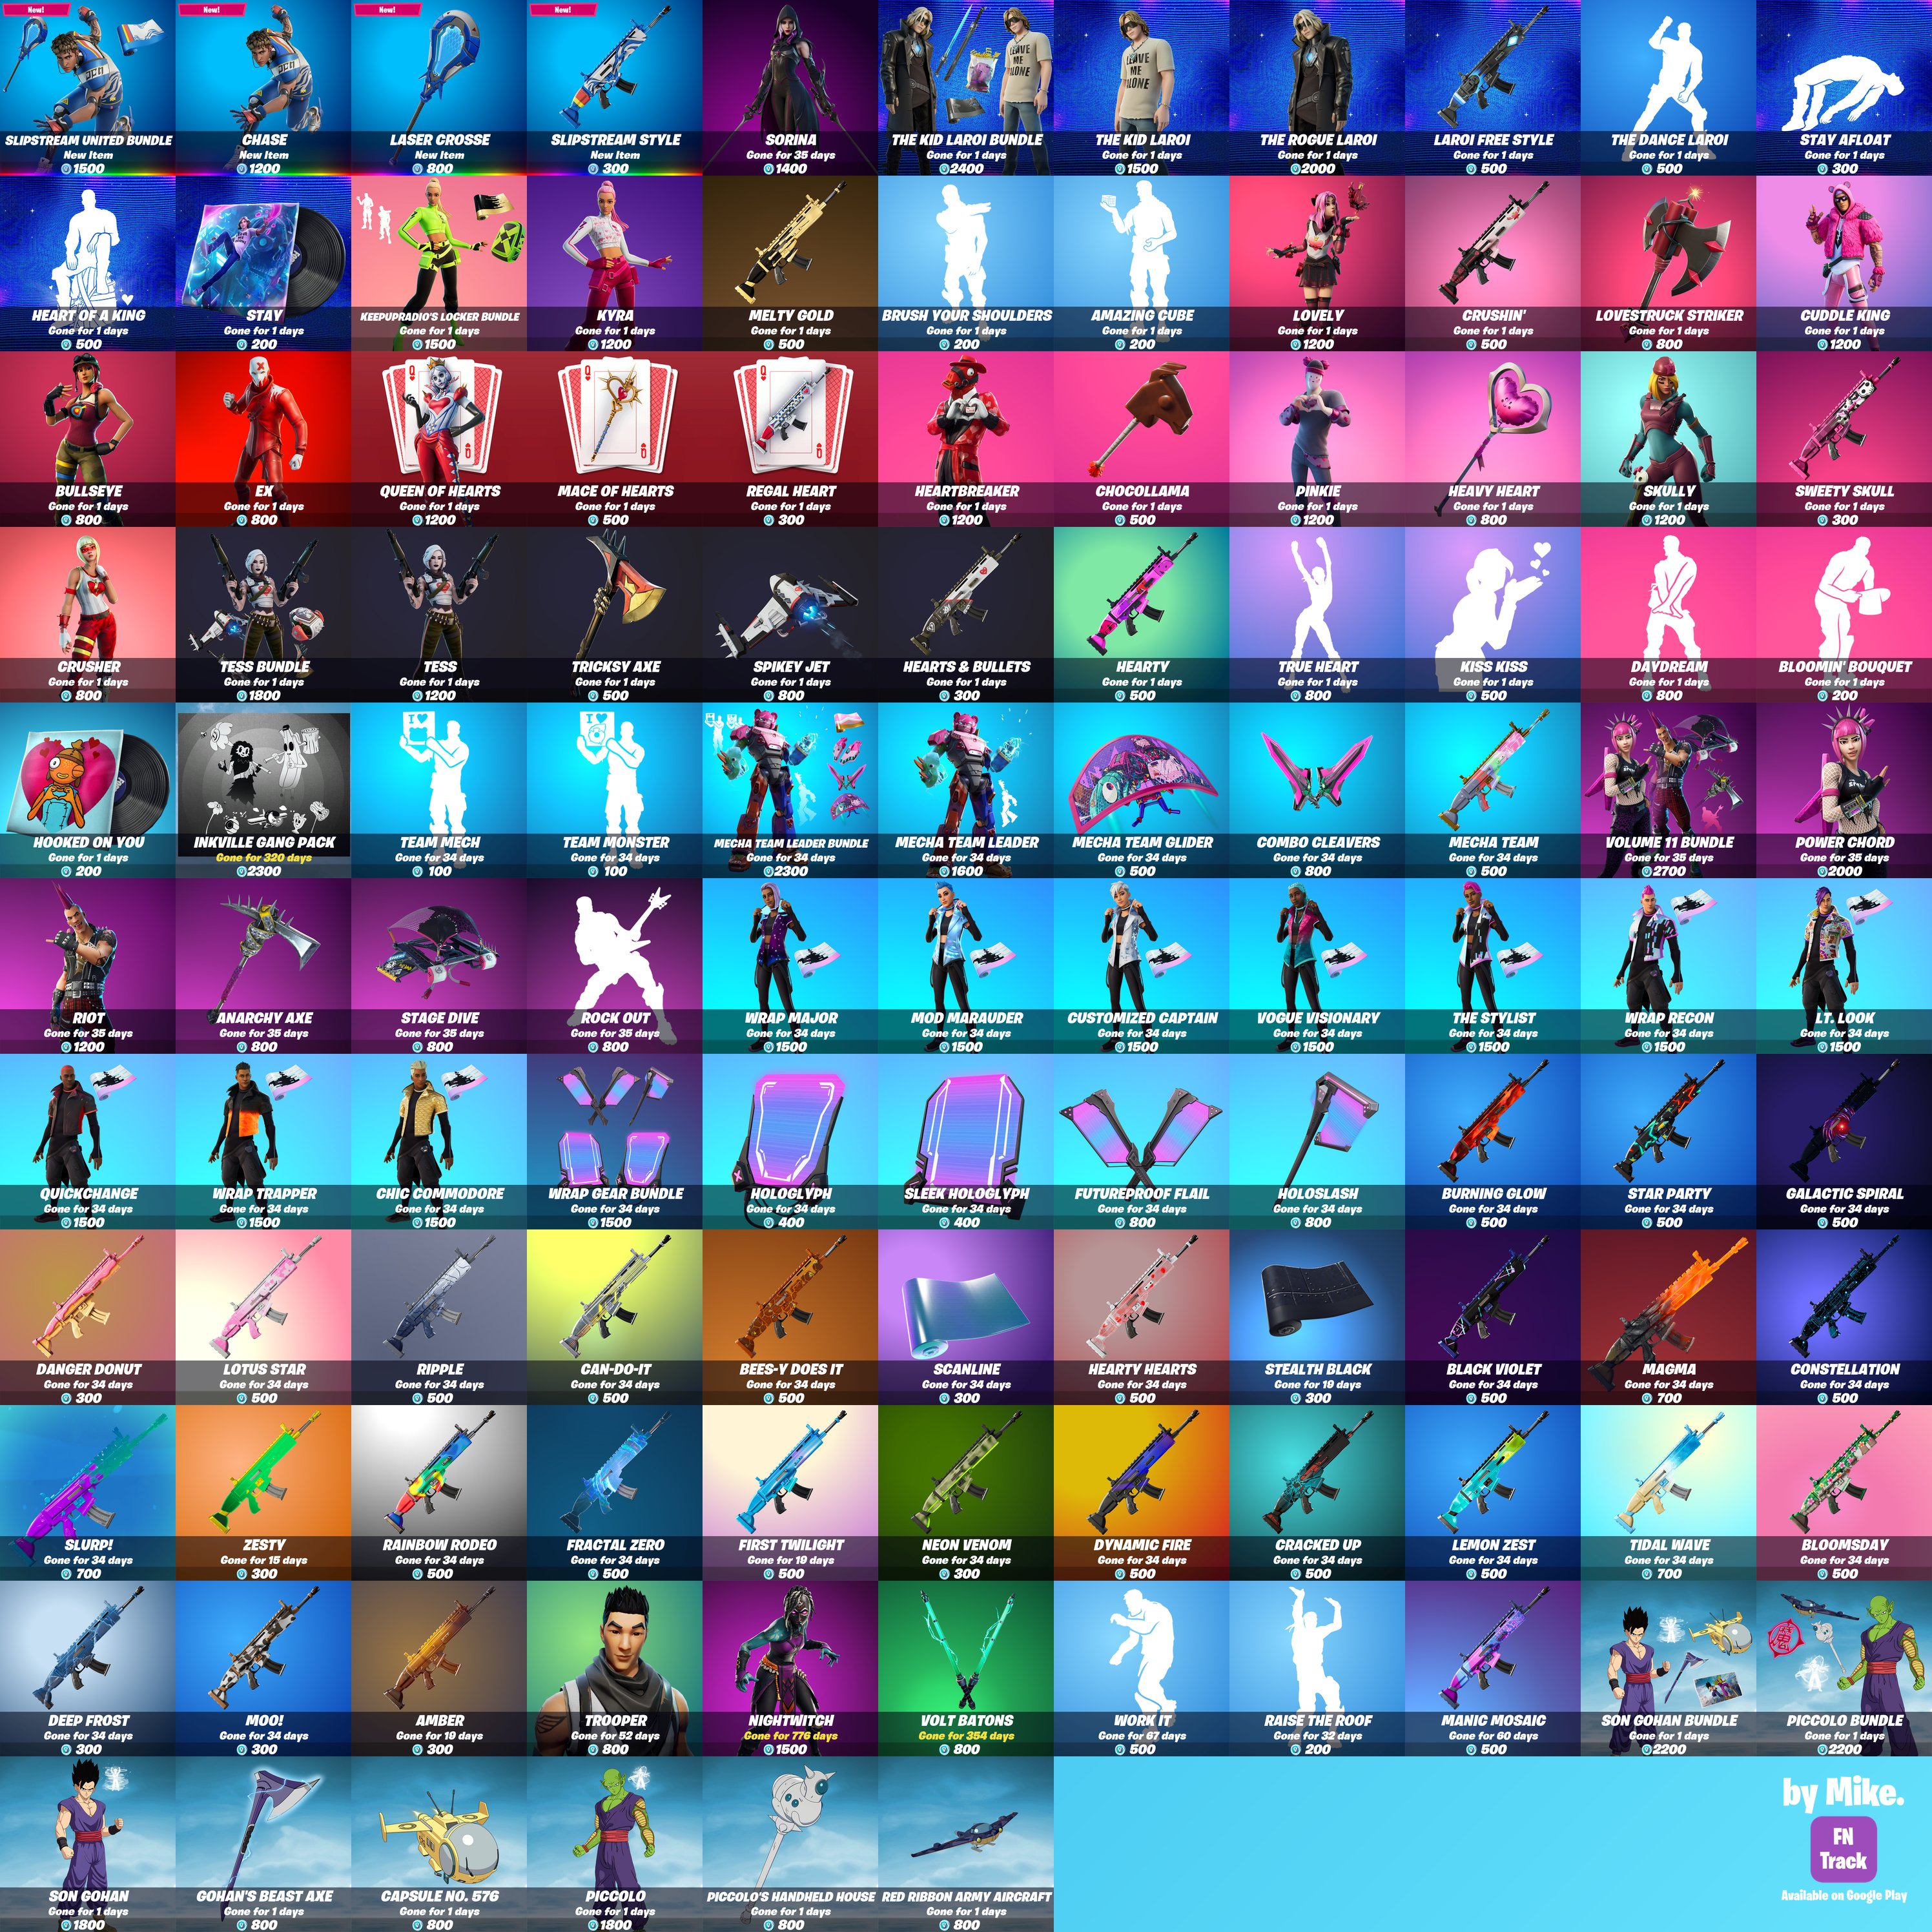 New!
SLIPSTREAM UNITED BUNDLE
New Item
1500
New!
CHASE
New Item
1200
New!
LASER CROSSE
New Item
800
New!
SLIPSTREAM STYLE
New Item
300
SORINA
Gone for 35 days
1400
LEAVE
ME
ALONE
THE KID LAROI BUNDLE
Gone for 1 days
2400
LEAVE
ME
ALONE
THE KID LAROI
Gone for 1 days
1500
THE ROGUE LAROI
Gone for 1 days
2000
LAROI FREE STYLE
Gone for 1 days
500
THE DANCE LAROI
Gone for 1 days
500
STAY AFLOAT
Gone for 1 days
300
HEART OF A KING
Gone for 1 days
500
STAY
Gone for 1 days
200
KEEPUPRADIO'S LOCKER BUNDLE
Gone for 1 days
1500
KYRA
Gone for 1 days
1200
MELTY GOLD
Gone for 1 days
500
BRUSH YOUR SHOULDERS
Gone for 1 days
200
AMAZING CUBE
Gone for 1 days
200
LOVELY
Gone for 1 days
1200
CRUSHIN'
Gone for 1 days
500
LOVESTRUCK STRIKER
Gone for 1 days
800
CUDDLE KING
Gone for 1 days
1200
BULLSEYE
Gone for 1 days
800
EX
Gone for 1 days
800
Q
QUEEN OF HEARTS
Gone for 1 days
1200
Q
MACE OF HEARTS
Gone for 1 days
500
Q
REGAL HEART
Gone for 1 days
300
HEARTBREAKER
Gone for 1 days
1200
CHOCOLLAMA
Gone for 1 days
500
PINKIE
Gone for 1 days
1200
HEAVY HEART
Gone for 1 days
800
SKULLY
Gone for 1 days
1200
SWEETY SKULL
Gone for 1 days
300
CRUSHER
Gone for 1 days
800
TESS BUNDLE
Gone for 1 days
1800
TESS
Gone for 1 days
1200
TRICKSY AXE
Gone for 1 days
500
SPIKEY JET
Gone for 1 days
800
HEARTS & BULLETS
Gone for 1 days
300
HEARTY
Gone for 1 days
500
TRUE HEART
Gone for 1 days
800
KISS KISS
Gone for 1 days
500
DAYDREAM
Gone for 1 days
800
BLOOMIN' BOUQUET
Gone for 1 days
200
HOOKED ON YOU
Gone for 1 days
200
INKVILLE GANG PACK
Gone for 320 days
2300
I
TEAM MECH
Gone for 34 days
100
I
TEAM MONSTER
Gone for 34 days
100
MECHA TEAM LEADER BUNDLE
Gone for 34 days
2300
MECHA TEAM LEADER
Gone for 34 days
1600
MECHA TEAM GLIDER
Gone for 34 days
500
COMBO CLEAVERS
Gone for 34 days
800
MECHA TEAM
Gone for 34 days
500
VOLUME 11 BUNDLE
Gone for 35 days
2700
POWER CHORD
Gone for 35 days
2000
RIOT
Gone for 35 days
1200
ANARCHY AXE
Gone for 35 days
800
STAGE DIVE
Gone for 35 days
800
ROCK OUT
Gone for 35 days
800
WRAP MAJOR
Gone for 34 days
1500
MOD MARAUDER
Gone for 34 days
1500
CUSTOMIZED CAPTAIN
Gone for 34 days
1500
VOGUE VISIONARY
Gone for 34 days
1500
THE STYLIST
Gone for 34 days
1500
WRAP RECON
Gone for 34 days
1500
LT. LOOK
Gone for 34 days
1500
QUICKCHANGE
Gone for 34 days
1500
WRAP TRAPPER
Gone for 34 days
1500
CHIC COMMODORE
Gone for 34 days
1500
WRAP GEAR BUNDLE
Gone for 34 days
1500
HOLOGLYPH
Gone for 34 days
400
SLEEK HOLOGLYPH
Gone for 34 days
400
FUTUREPROOF FLAIL
Gone for 34 days
800
HOLOSLASH
Gone for 34 days
800
BURNING GLOW
Gone for 34 days
500
STAR PARTY
Gone for 34 days
500
GALACTIC SPIRAL
Gone for 34 days
500
DANGER DONUT
Gone for 34 days
300
LOTUS STAR
Gone for 34 days
500
RIPPLE
Gone for 34 days
500
CAN-DO-IT
Gone for 34 days
500
BEES-Y DOES IT
Gone for 34 days
500
SCANLINE
Gone for 34 days
300
HEARTY HEARTS
Gone for 34 days
500
STEALTH BLACK
Gone for 19 days
300
BLACK VIOLET
Gone for 34 days
500
MAGMA
Gone for 34 days
700
CONSTELLATION
Gone for 34 days
500
SLURP!
Gone for 34 days
700
ZESTY
Gone for 15 days
300
RAINBOW RODEO
Gone for 34 days
500
FRACTAL ZERO
Gone for 34 days
500
FIRST TWILIGHT
Gone for 19 days
500
NEON VENOM
Gone for 34 days
300
DYNAMIC FIRE
Gone for 34 days
500
CRACKED UP
Gone for 34 days
500
LEMON ZEST
Gone for 34 days
500
TIDAL WAVE
Gone for 34 days
700
BLOOMSDAY
Gone for 34 days
500
DEEP FROST
Gone for 34 days
300
MOO!
Gone for 34 days
300
AMBER
Gone for 19 days
300
TROOPER
Gone for 52 days
800
NIGHTWITCH
Gone for 776 days
1500
VOLT BATONS
Gone for 354 days
800
WORK IT
Gone for 67 days
500
RAISE THE ROOF
Gone for 32 days
200
MANIC MOSAIC
Gone for 60 days
500
SON GOHAN BUNDLE
Gone for 1 days
2200
PICCOLO BUNDLE
Gone for 1 days
2200
SON GOHAN
Gone for 1 days
1800
GOHAN'S BEAST AXE
Gone for 1 days
800
CAPSULE NO. 576
Gone for 1 days
800
PICCOLO
Gone for 1 days
1800
PICCOLO'S HANDHELD HOUSE
Gone for 1 days
800
RED RIBBON ARMY AIRCRAFT
Gone for 1 days
800
by Mike.
FN
Track
Available on Google Play